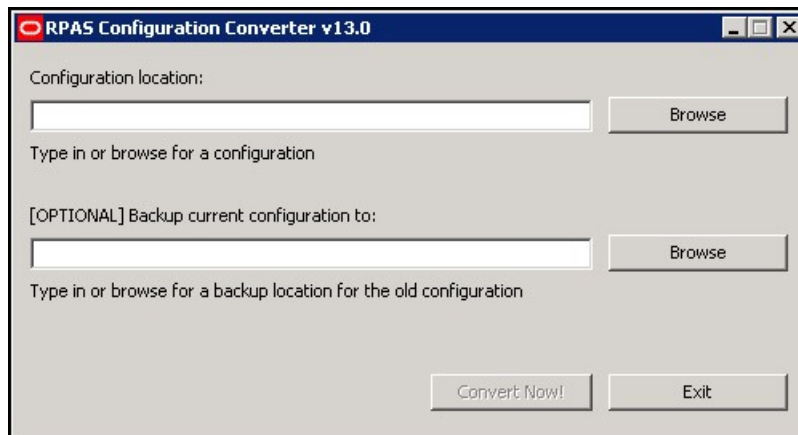 RPAS Configuration Converter v13.0
Configuration location:
Browse
Type in or browse for a configuration
[OPTIONAL] Backup current configuration to:
Browse
Type in or browse for a backup location for the old configuration
Convert Now!
Exit